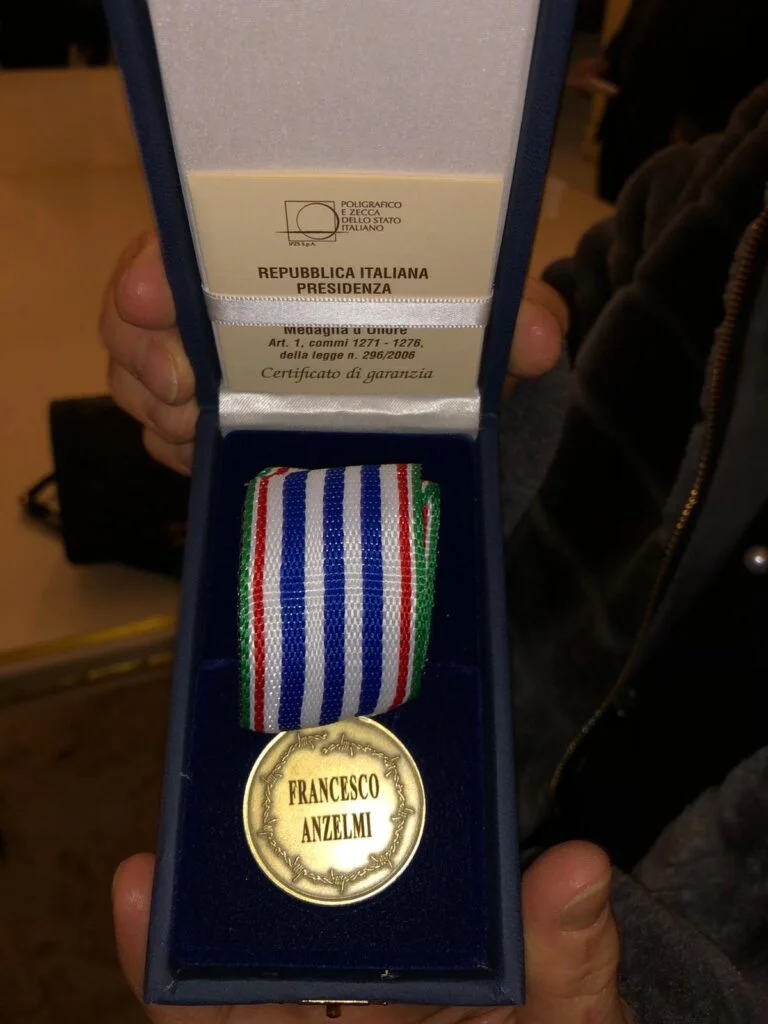 POLIGRAFICO
E ZECCA
DELLO STATO
ITALIANO
IPZS S.p.A.
REPUBBLICA ITALIANA
PRESIDENZA
Medaglia d'Onore
Art. 1, commi 1271 - 1276,
della legge n. 296/2006
Certificato di garanzia
FRANCESCO
ANZELMI